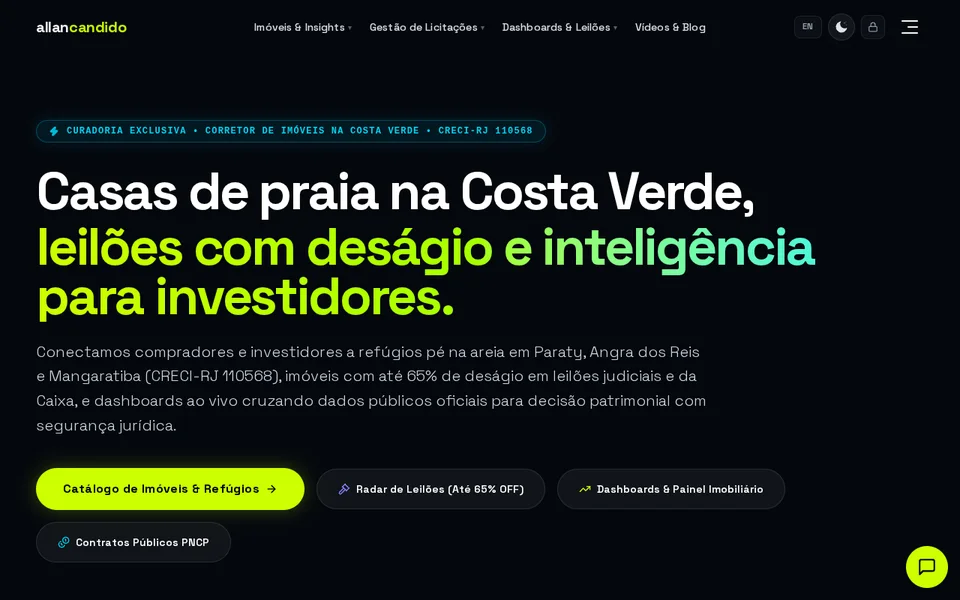 allancandido
Imóveis & Insights ▾ Gestão de Licitações ▾ Dashboards & Leilões ▾ Vídeos & Blog
EN
CURADORIA EXCLUSIVA • CORRETOR DE IMÓVEIS NA COSTA VERDE • CRECI-RJ 110568
Casas de praia na Costa Verde,
leilões com deságio e inteligência
para investidores.
Conectamos compradores e investidores a refúgios pé na areia em Paraty, Angra dos Reis
e Mangaratiba (CRECI-RJ 110568), imóveis com até 65% de deságio em leilões judiciais e da
Caixa, e dashboards ao vivo cruzando dados públicos oficiais para decisão patrimonial com
segurança jurídica.
Catálogo de Imóveis & Refúgios →
Radar de Leilões (Até 65% OFF)
Dashboards & Painel Imobiliário
Contratos Públicos PNCP